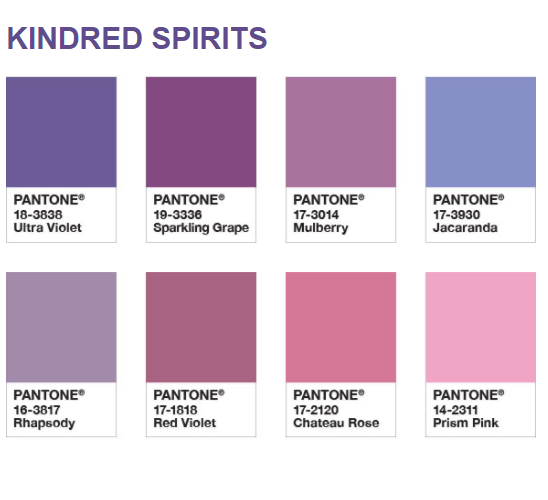 KINDRED SPIRITS
PANTONE®
18-3838
Ultra Violet
PANTONE®
19-3336
Sparkling Grape
PANTONE®
17-3014
Mulberry
PANTONE®
17-3930
Jacaranda
PANTONE®
16-3817
Rhapsody
PANTONE®
17-1818
Red Violet
PANTONE®
17-2120
Chateau Rose
PANTONE®
14-2311
Prism Pink